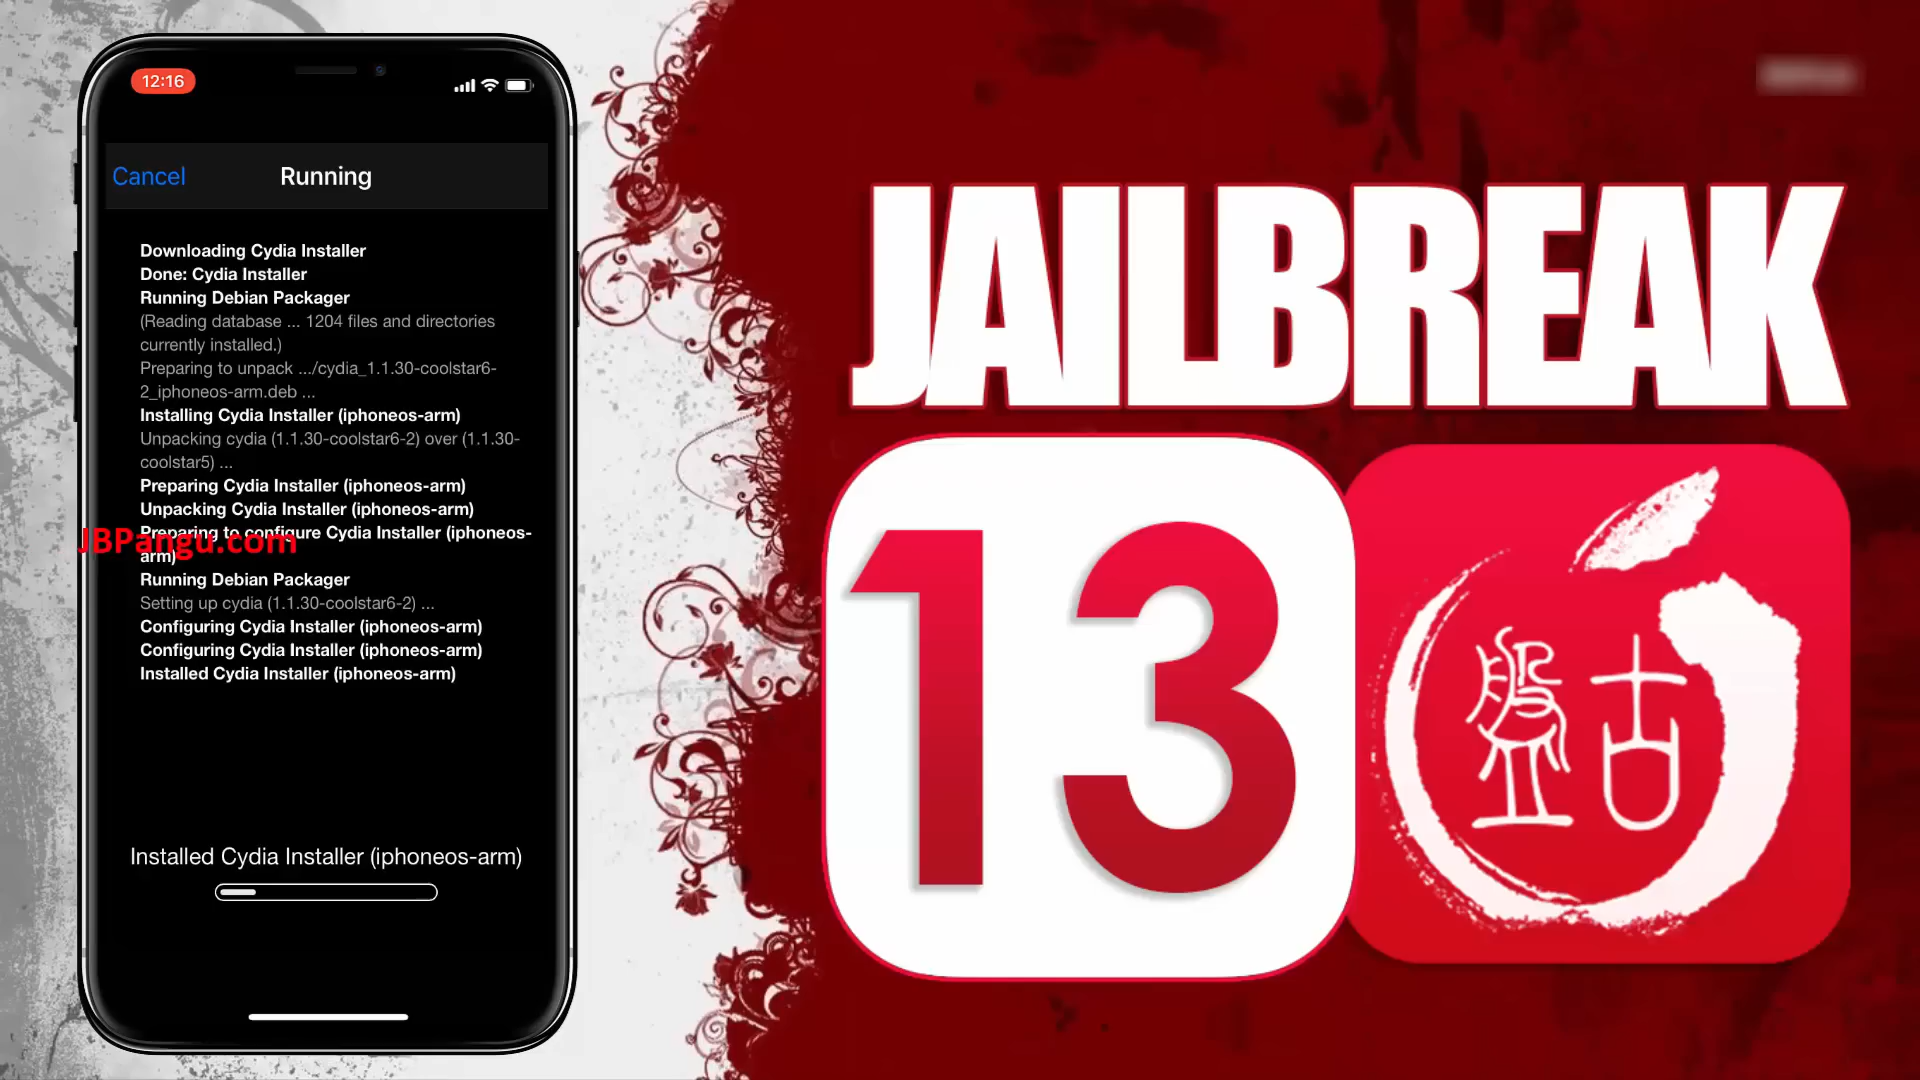 12:16
Cancel
Running
Downloading Cydia Installer
Done: Cydia Installer
Running Debian Packager
(Reading database ... 1204 files and directories
currently installed.)
Preparing to unpack .../cydia_1.1.30-coolstar6-
2_iphoneos-arm.deb ...
Installing Cydia Installer (iphoneos-arm)
Unpacking cydia (1.1.30-coolstar6-2) over (1.1.30-
coolstar5) ...
Preparing Cydia Installer (iphoneos-arm)
Unpacking Cydia Installer (iphoneos-arm)
Preparing to configure Cydia Installer (iphoneos-
arm)
JBPangu.com
Running Debian Packager
Setting up cydia (1.1.30-coolstar6-2) ...
Configuring Cydia Installer (iphoneos-arm)
Configuring Cydia Installer (iphoneos-arm)
Installed Cydia Installer (iphoneos-arm)
Installed Cydia Installer (iphoneos-arm)
JAILBREAK
13
盤古